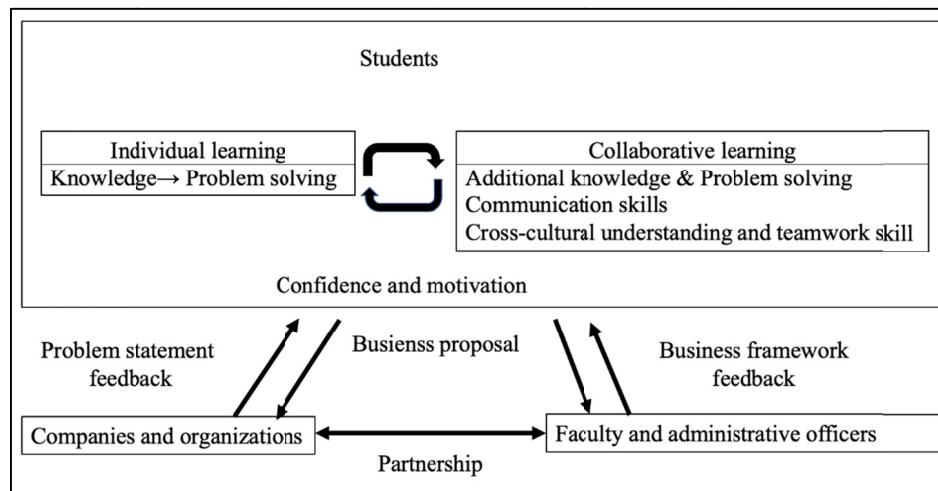 Students
Individual learning
Knowledge→ Problem solving
Collaborative learning
Additional knowledge & Problem solving
Communication skills
Cross-cultural understanding and teamwork skill
Confidence and motivation
Problem statement
feedback
Busienss proposal
Business framework
feedback
Companies and organizations
Faculty and administrative officers
Partnership